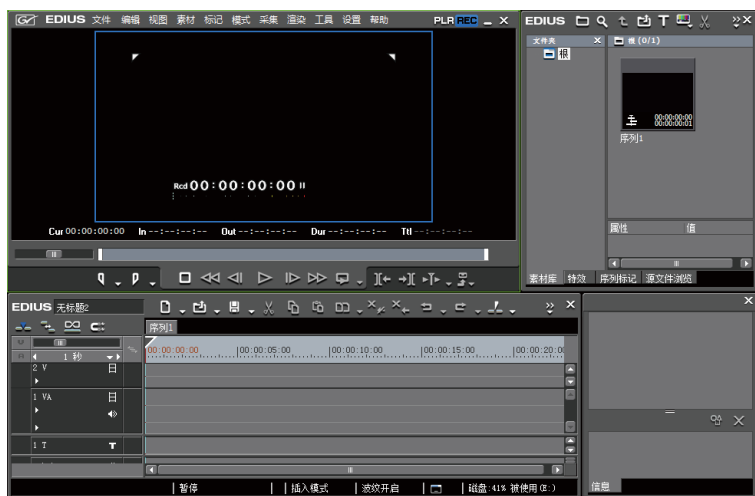 EDIUS 文件 编辑 视图 素材 标记 模式 采集 渲染 工具 设置 帮助 PLR REC
Rcd 00:00:00:00
Cur 00:00:00:00 In --:--:--:-- Out --:--:--:-- Dur --:--:--:-- Ttl --:--:--:--
EDIUS
文件夹
根
根 (0/1)
00:00:00:00
00:00:00:01
序列1
属性 值
素材库 特效 序列标记 源文件浏览
EDIUS 无标题2
序列1
1 秒
00:00:00:00 00:00:05:00 00:00:10:00 00:00:15:00 00:00:20:0
2 V
1 VA
1 T
暂停 插入模式 波纹开启 磁盘:41% 被使用(E:)
信息